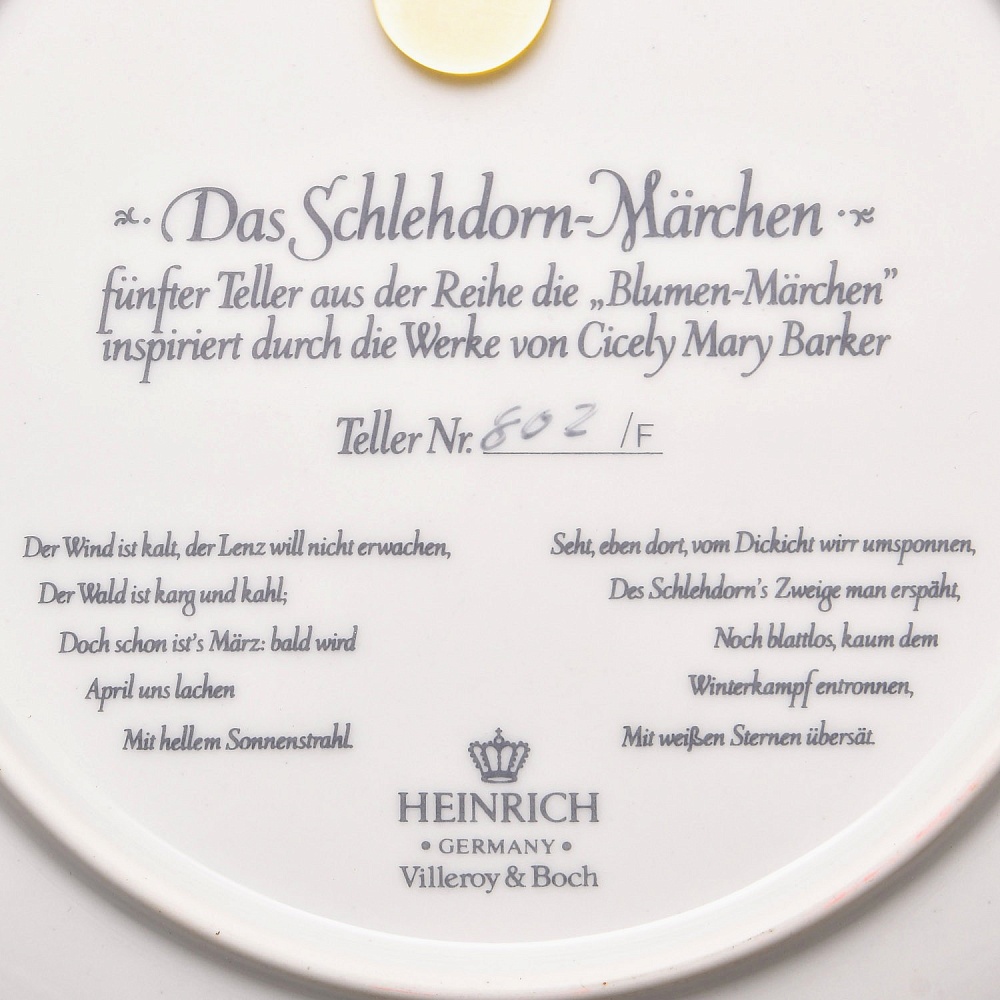 Das Schlehdorn-Märchen
fünfter Teller aus der Reihe die „Blumen-Märchen”
inspiriert durch die Werke von Cicely Mary Barker
Teller Nr. 802 /F
Der Wind ist kalt, der Lenz will nicht erwachen,
Der Wald ist karg und kahl;
Doch schon ist's März: bald wird
April uns lachen
Mit hellem Sonnenstrahl.
Seht, eben dort, vom Dickicht wirr umsponnen,
Des Schlehdorn's Zweige man erspäht,
Noch blattlos, kaum dem
Winterkampf entronnen,
Mit weißen Sternen übersät.
HEINRICH
• GERMANY •
Villeroy & Boch